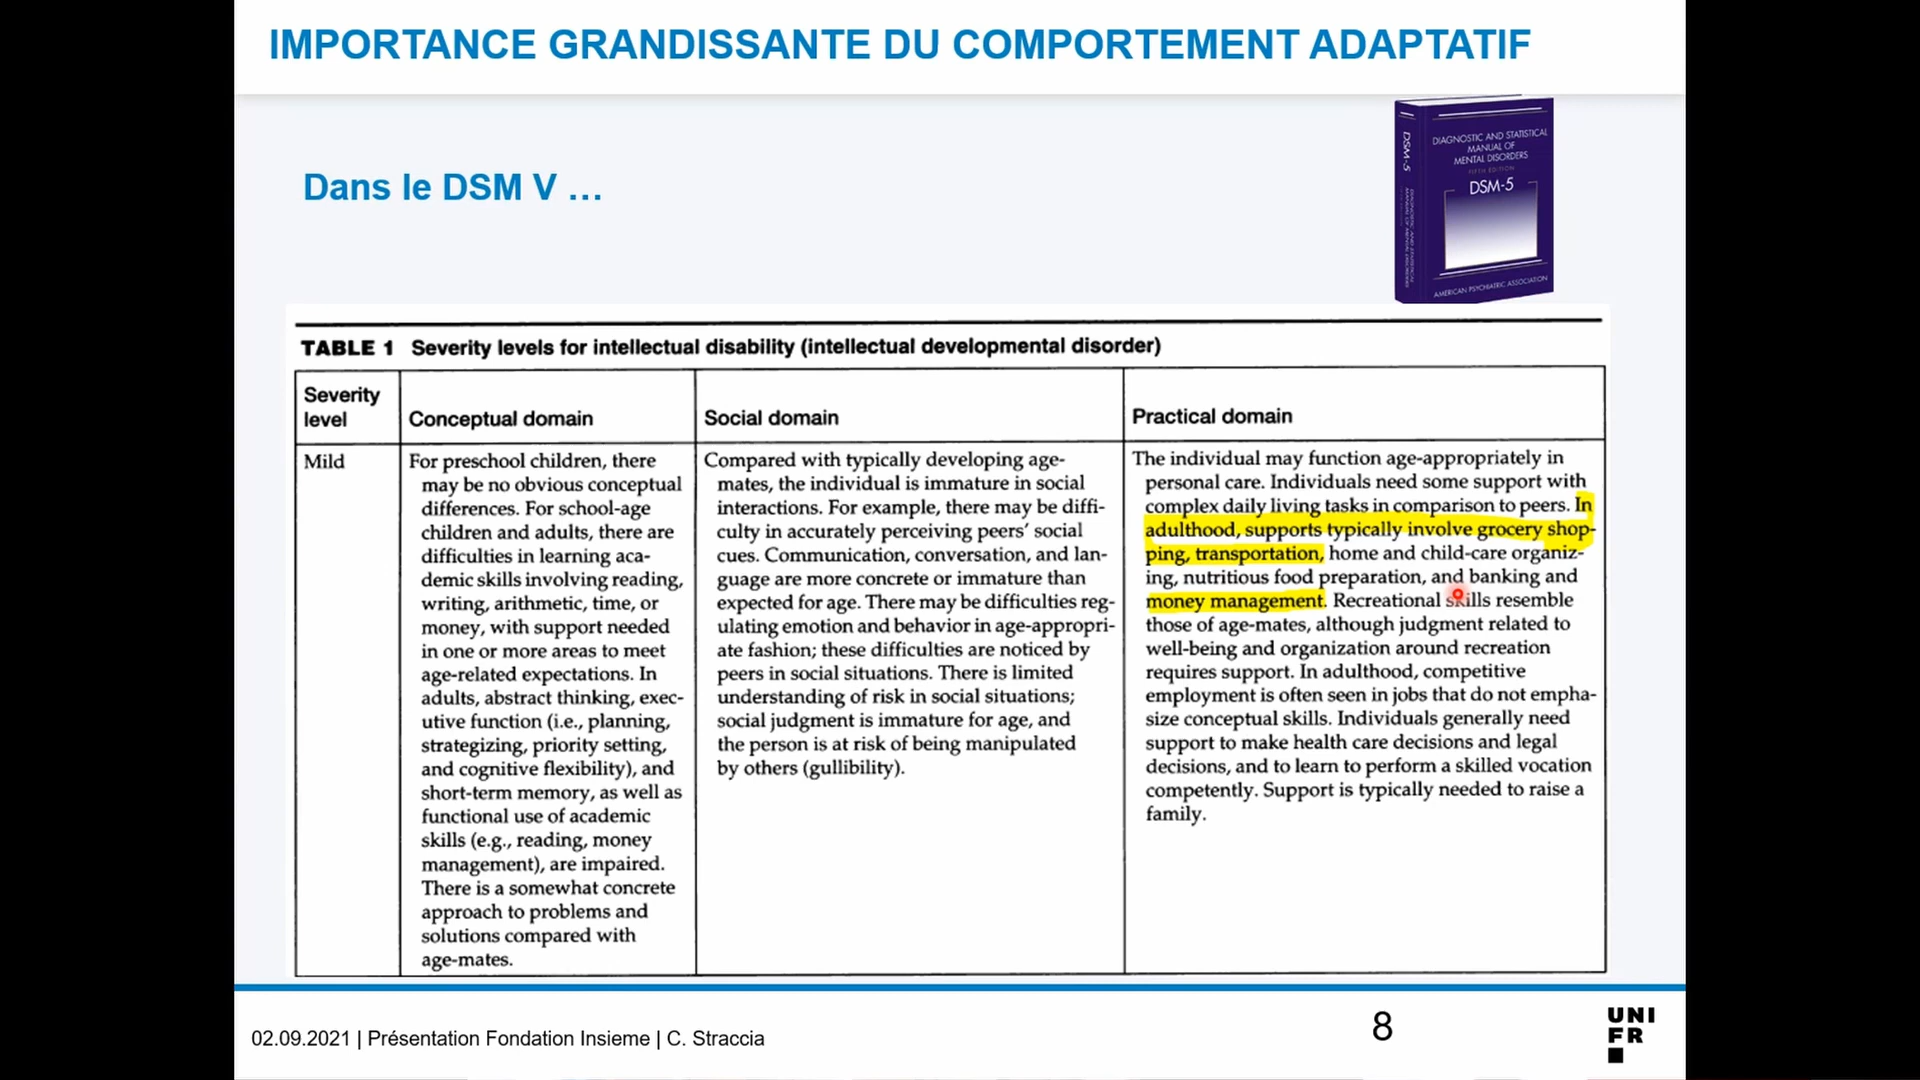 IMPORTANCE GRANDISSANTE DU COMPORTEMENT ADAPTATIF
Dans le DSM V …
DSM-5
DIAGNOSTIC AND STATISTICAL
MANUAL OF
MENTAL DISORDERS
FIFTH EDITION
DSM-5
AMERICAN PSYCHIATRIC ASSOCIATION
TABLE 1 Severity levels for intellectual disability (intellectual developmental disorder)
Severity
level
Conceptual domain
Social domain
Practical domain
Mild
For preschool children, there
may be no obvious conceptual
differences. For school-age
children and adults, there are
difficulties in learning aca-
demic skills involving reading,
writing, arithmetic, time, or
money, with support needed
in one or more areas to meet
age-related expectations. In
adults, abstract thinking, exec-
utive function (i.e., planning,
strategizing, priority setting,
and cognitive flexibility), and
short-term memory, as well as
functional use of academic
skills (e.g., reading, money
management), are impaired.
There is a somewhat concrete
approach to problems and
solutions compared with
age-mates.
Compared with typically developing age-
mates, the individual is immature in social
interactions. For example, there may be diffi-
culty in accurately perceiving peers' social
cues. Communication, conversation, and lan-
guage are more concrete or immature than
expected for age. There may be difficulties reg-
ulating emotion and behavior in age-appropri-
ate fashion; these difficulties are noticed by
peers in social situations. There is limited
understanding of risk in social situations;
social judgment is immature for age, and
the person is at risk of being manipulated
by others (gullibility).
The individual may function age-appropriately in
personal care. Individuals need some support with
complex daily living tasks in comparison to peers. In
adulthood, supports typically involve grocery shop-
ping, transportation, home and child-care organiz-
ing, nutritious food preparation, and banking and
money management. Recreational skills resemble
those of age-mates, although judgment related to
well-being and organization around recreation
requires support. In adulthood, competitive
employment is often seen in jobs that do not empha-
size conceptual skills. Individuals generally need
support to make health care decisions and legal
decisions, and to learn to perform a skilled vocation
competently. Support is typically needed to raise a
family.
02.09.2021 | Présentation Fondation Insieme | C. Straccia
8
UNI
FR